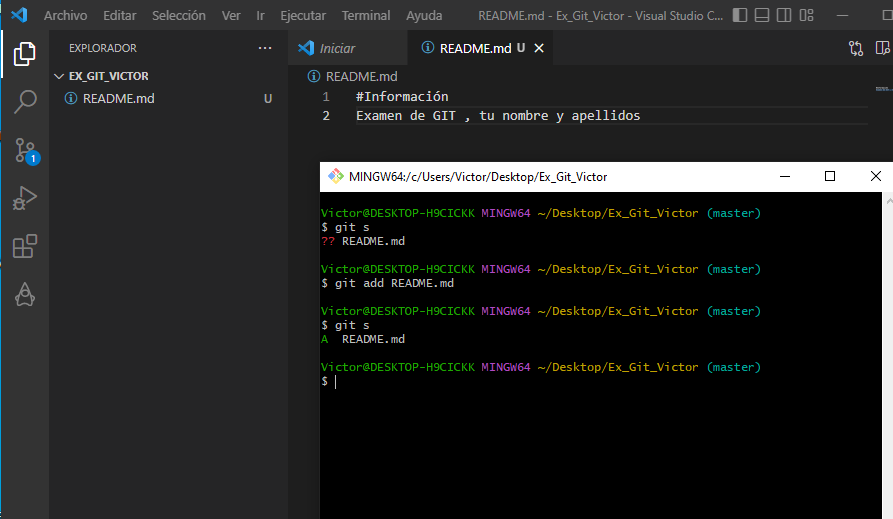 Archivo Editar Selección Ver Ir Ejecutar Terminal Ayuda README.md - Ex_Git_Victor - Visual Studio C...
EXPLORADOR ...
EX_GIT_VICTOR
README.md U
1
Iniciar README.md U
README.md
1 #Información
2 Examen de GIT , tu nombre y apellidos
MINGW64:/c/Users/Victor/Desktop/Ex_Git_Victor
Victor@DESKTOP-H9CICKK MINGW64 ~/Desktop/Ex_Git_Victor (master)
$ git s
?? README.md
Victor@DESKTOP-H9CICKK MINGW64 ~/Desktop/Ex_Git_Victor (master)
$ git add README.md
Victor@DESKTOP-H9CICKK MINGW64 ~/Desktop/Ex_Git_Victor (master)
$ git s
A  README.md
Victor@DESKTOP-H9CICKK MINGW64 ~/Desktop/Ex_Git_Victor (master)
$